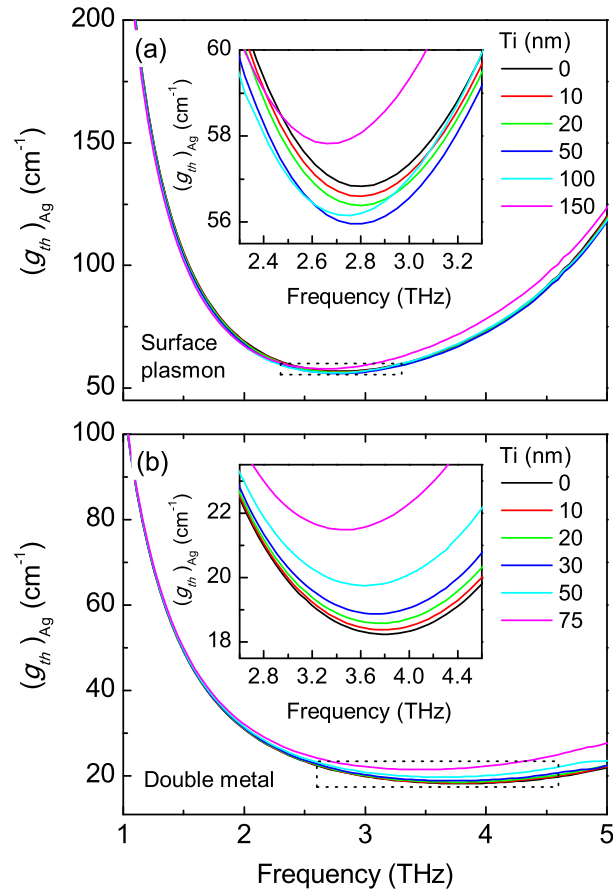 (a)
Ti (nm)
0
10
20
50
100
150
200
150
100
50
(g_th)_Ag (cm⁻¹)
60
58
56
(g_th)_Ag (cm⁻¹)
2.4 2.6 2.8 3.0 3.2
Frequency (THz)
Surface
plasmon
(b)
Ti (nm)
0
10
20
30
50
75
100
80
60
40
20
(g_th)_Ag (cm⁻¹)
22
20
18
(g_th)_Ag (cm⁻¹)
2.8 3.2 3.6 4.0 4.4
Frequency (THz)
Double metal
1 2 3 4 5
Frequency (THz)